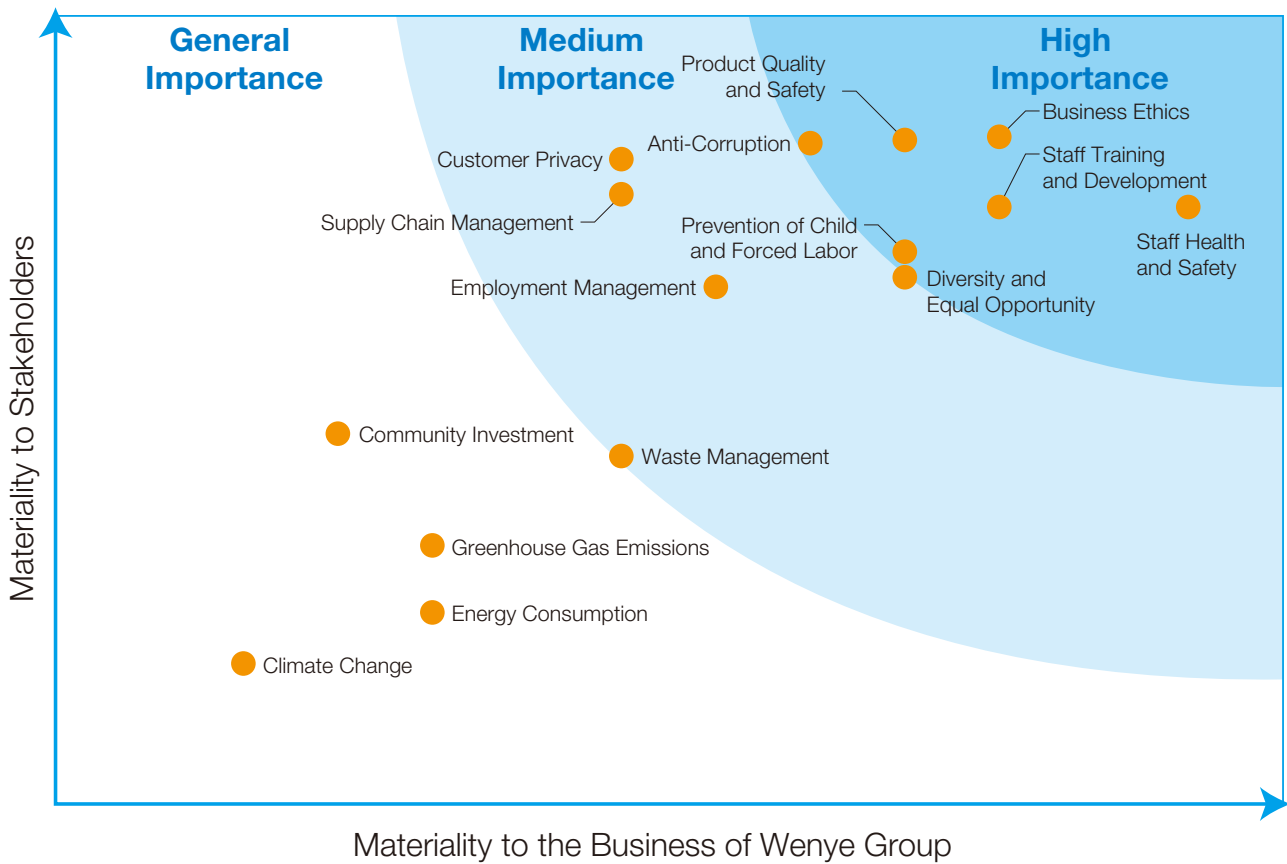 General
Importance
Medium
Importance
High
Importance
Product Quality
and Safety
Business Ethics
Anti-Corruption
Customer Privacy
Staff Training
and Development
Supply Chain Management
Prevention of Child
and Forced Labor
Staff Health
and Safety
Employment Management
Diversity and
Equal Opportunity
Community Investment
Waste Management
Greenhouse Gas Emissions
Energy Consumption
Climate Change
Materiality to Stakeholders
Materiality to the Business of Wenye Group